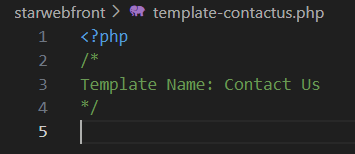 starwebfront > template-contactus.php
1 <?php
2 /*
3 Template Name: Contact Us
4 */
5